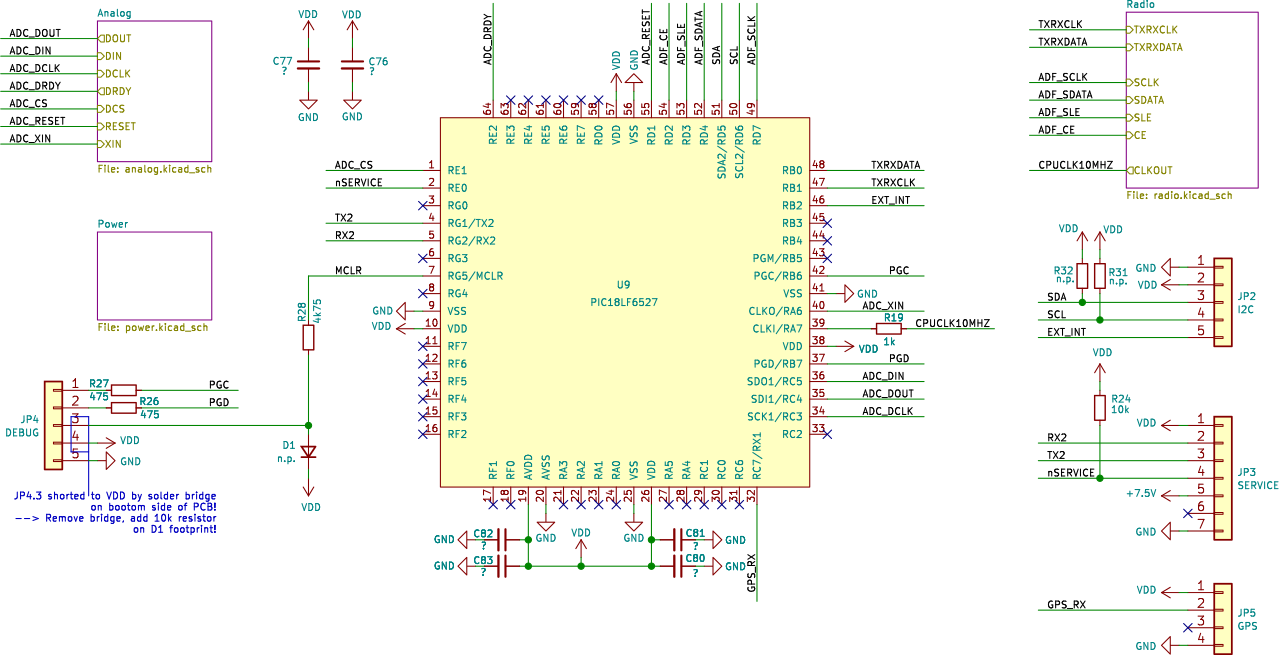 Analog
ADC_DOUT
DOUT
ADC_DIN
DIN
ADC_DCLK
DCLK
ADC_DRDY
DRDY
ADC_CS
DCS
ADC_RESET
RESET
ADC_XIN
XIN
File: analog.kicad_sch
Power
File: power.kicad_sch
VDD
C77
?
GND
VDD
C76
?
GND
Radio
TXRXCLK
TXRXCLK
TXRXDATA
TXRXDATA
ADF_SCLK
SCLK
ADF_SDATA
SDATA
ADF_SLE
SLE
ADF_CE
CE
CPUCLK10MHZ
CLKOUT
File: radio.kicad_sch
ADC_DRDY
VDD
GND
ADC_RESET
ADF_CE
ADF_SLE
ADF_SDATA
SDA
SCL
ADF_SCLK
64
63
62
61
60
59
58
57
56
55
54
53
52
51
50
49
RE2
RE3
RE4
RE5
RE6
RE7
RD0
VDD
VSS
RD1
RD2
RD3
RD4
SDA2/RD5
SCL2/RD6
RD7
U9
PIC18LF6527
ADC_CS 1 RE1
nSERVICE 2 RE0
3 RG0
TX2 4 RG1/TX2
RX2 5 RG2/RX2
6 RG3
MCLR 7 RG5/MCLR
8 RG4
GND 9 VSS
VDD 10 VDD
11 RF7
12 RF6
13 RF5
14 RF4
15 RF3
16 RF2
RB0 48 TXRXDATA
RB1 47 TXRXCLK
RB2 46 EXT_INT
RB3 45
RB4 44
PGM/RB5 43
PGC/RB6 42 PGC
VSS 41 GND
CLKO/RA6 40 ADC_XIN
CLKI/RA7 39
R19
1k
CPUCLK10MHZ
VDD 38 VDD
PGD/RB7 37 PGD
SDO1/RC5 36 ADC_DIN
SDI1/RC4 35 ADC_DOUT
SCK1/RC3 34 ADC_DCLK
RC2 33
RF1
RF0
AVDD
AVSS
RA3
RA2
RA1
RA0
VSS
VDD
RA5
RA4
RC1
RC0
RC6
RC7/RX1
17
18
19
20
21
22
23
24
25
26
27
28
29
30
31
32
GND
GND
GND
C82
?
GND
C83
?
VDD
C81
?
GND
C80
?
GND
GPS_RX
R28
4k75
D1
n.p.
VDD
JP4
DEBUG
1
2
3
4
5
R27
475
PGC
R26
475
PGD
VDD
GND
JP4.3 shorted to VDD by solder bridge
on bootom side of PCB!
--> Remove bridge, add 10k resistor
on D1 footprint!
VDD
VDD
R32
n.p.
R31
n.p.
GND
VDD
SDA
SCL
EXT_INT
1
2
3
4
5
JP2
I2C
VDD
R24
10k
VDD
RX2
TX2
nSERVICE
+7.5V
GND
1
2
3
4
5
6
7
JP3
SERVICE
VDD
GPS_RX
GND
1
2
3
4
JP5
GPS